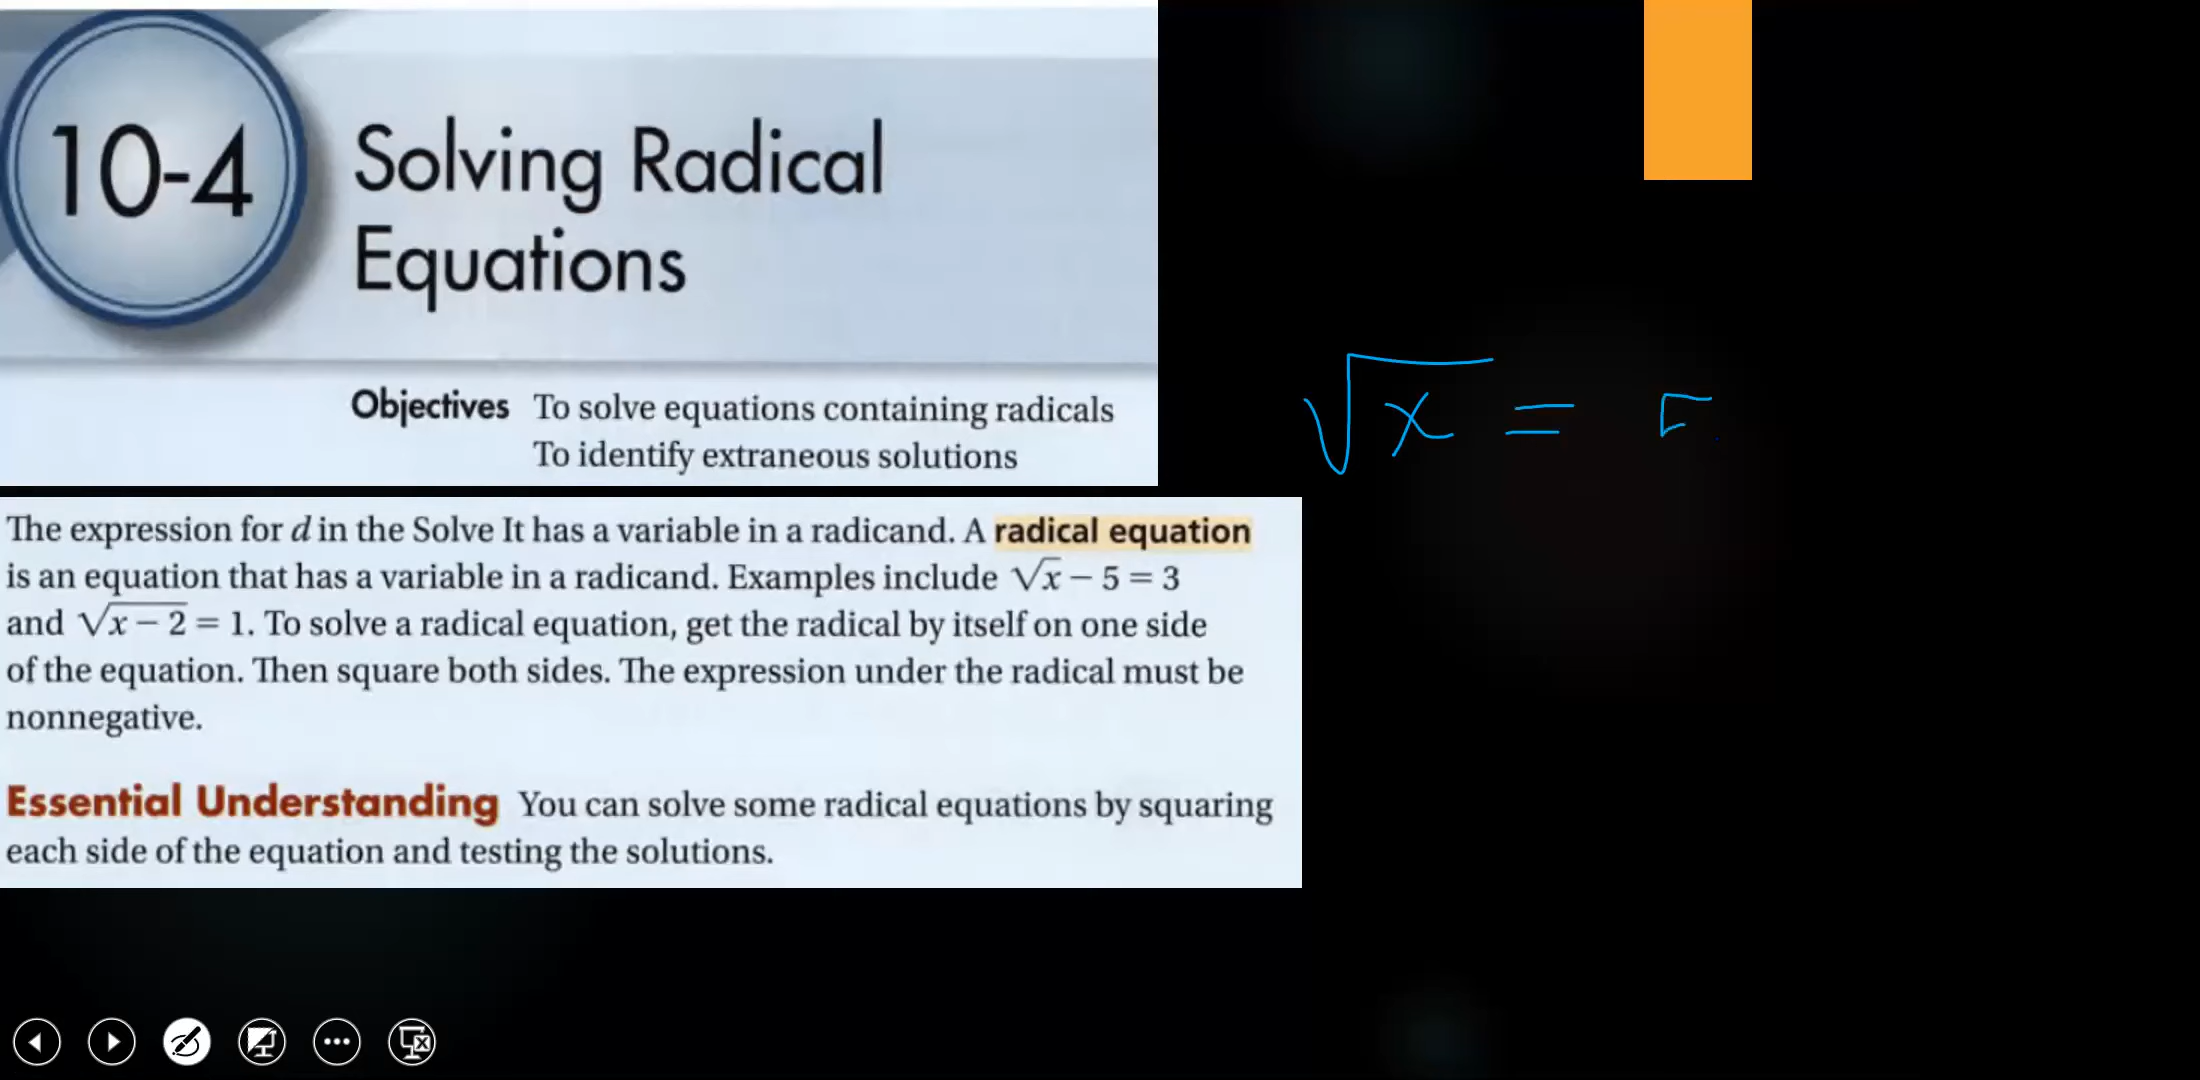 10-4
Solving Radical
Equations
Objectives To solve equations containing radicals
To identify extraneous solutions
√x =
The expression for d in the Solve It has a variable in a radicand. A radical equation
is an equation that has a variable in a radicand. Examples include √x − 5 = 3
and √(x − 2) = 1. To solve a radical equation, get the radical by itself on one side
of the equation. Then square both sides. The expression under the radical must be
nonnegative.
Essential Understanding You can solve some radical equations by squaring
each side of the equation and testing the solutions.